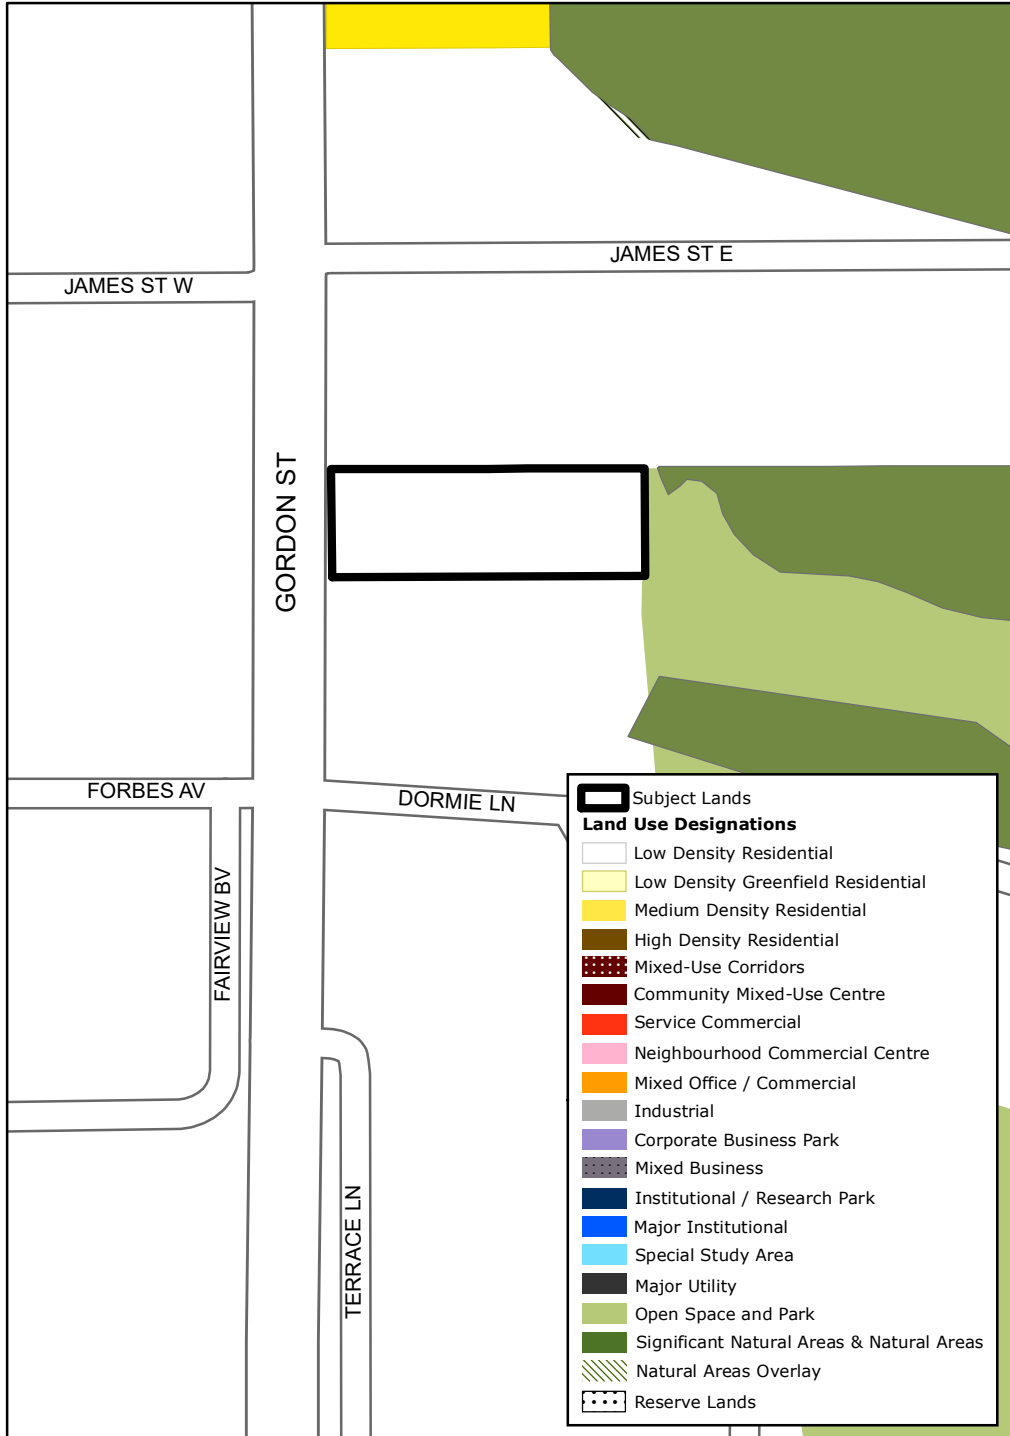 JAMES ST E
JAMES ST W
GORDON ST
FORBES AV
DORMIE LN
FAIRVIEW BV
TERRACE LN
Subject Lands
Land Use Designations
Low Density Residential
Low Density Greenfield Residential
Medium Density Residential
High Density Residential
Mixed-Use Corridors
Community Mixed-Use Centre
Service Commercial
Neighbourhood Commercial Centre
Mixed Office / Commercial
Industrial
Corporate Business Park
Mixed Business
Institutional / Research Park
Major Institutional
Special Study Area
Major Utility
Open Space and Park
Significant Natural Areas & Natural Areas
Natural Areas Overlay
Reserve Lands